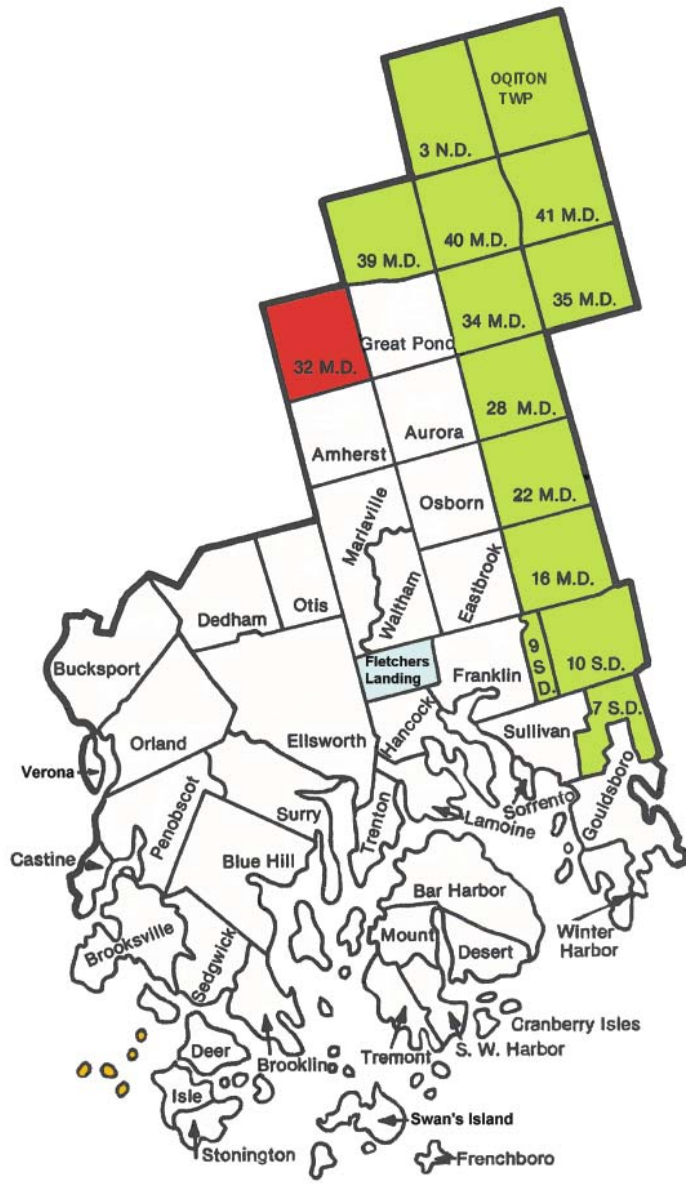 OQITON
TWP
3 N.D.
41 M.D.
40 M.D.
39 M.D.
35 M.D.
34 M.D.
Great Pond
32 M.D.
28 M.D.
Aurora
Amherst
22 M.D.
Osborn
Mariaville
16 M.D.
Eastbrook
Waltham
Otis
Dedham
9
S
D.
10 S.D.
Fletchers
Landing
Franklin
Bucksport
7 S.D.
Sullivan
Hancock
Ellsworth
Orland
Verona
Gouldsboro
Sorrento
Lamoine
Surry
Trenton
Penobscot
Blue Hill
Castine
Bar Harbor
Winter
Harbor
Mount
Desert
Brooksville
Sedgwick
Cranberry Isles
S. W. Harbor
Tremont
Brooklin
Deer
Isle
Swan's Island
Stonington
Frenchboro